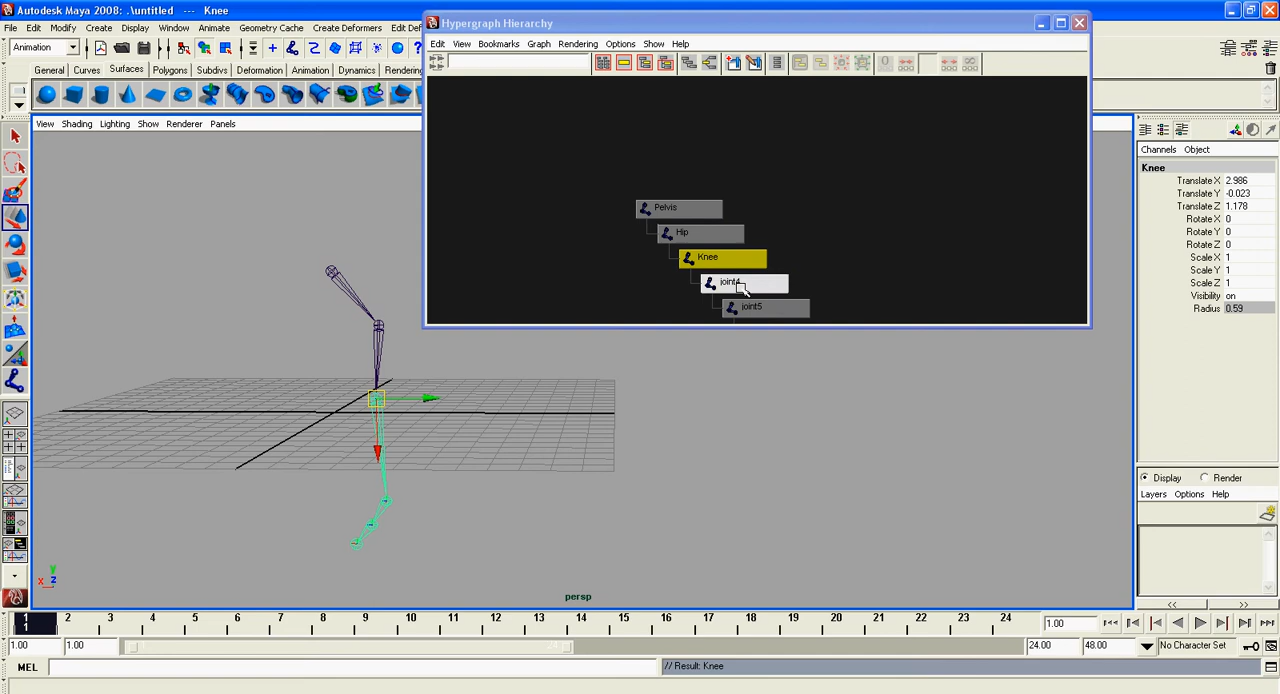 Autodesk Maya 2008: .\untitled --- Knee
File Edit Modify Create Display Window Animate Geometry Cache Create Deformers Edit Def
Animation
General Curves Surfaces Polygons Subdivs Deformation Animation Dynamics Rendering
View Shading Lighting Show Renderer Panels
Hypergraph Hierarchy
Edit View Bookmarks Graph Rendering Options Show Help
Pelvis
Hip
Knee
joint4
joint5
Channels Object
Knee
Translate X 2.986
Translate Y -0.023
Translate Z 1.178
Rotate X 0
Rotate Y 0
Rotate Z 0
Scale X 1
Scale Y 1
Scale Z 1
Visibility on
Radius 0.59
Display Render
Layers Options Help
<< >>
y
x z
persp
1 2 3 4 5 6 7 8 9 10 11 12 13 14 15 16 17 18 19 20 21 22 23 24
1 1.00
1.00 1.00 24.00 48.00 No Character Set
MEL // Result: Knee